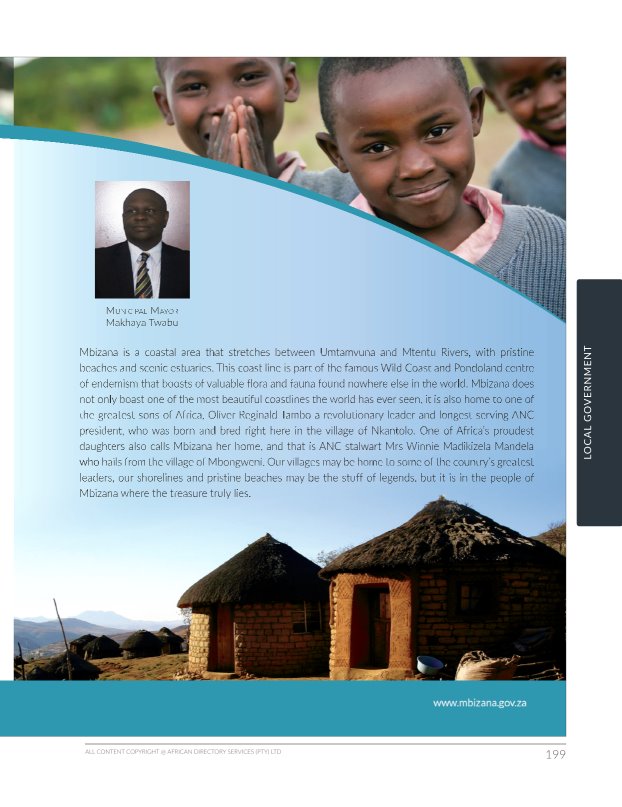 MUNICIPAL MAYOR
Makhaya Twabu
Mbizana is a coastal area that stretches between Umtamvuna and Mtentu Rivers, with pristine
beaches and scenic estuaries. This coast line is part of the famous Wild Coast and Pondoland centre
of endemism that boosts of valuable flora and fauna found nowhere else in the world. Mbizana does
not only boast one of the most beautiful coastlines the world has ever seen, it is also home to one of
the greatest sons of Africa, Oliver Reginald Tambo a revolutionary leader and longest serving ANC
president, who was born and bred right here in the village of Nkantolo. One of Africa's proudest
daughters also calls Mbizana her home, and that is ANC stalwart Mrs Winnie Madikizela Mandela
who hails from the village of Mbongweni. Our villages may be home to some of the country's greatest
leaders, our shorelines and pristine beaches may be the stuff of legends, but it is in the people of
Mbizana where the treasure truly lies.
LOCAL GOVERNMENT
www.mbizana.gov.za
ALL CONTENT COPYRIGHT @ AFRICAN DIRECTORY SERVICES (PTY) LTD
199